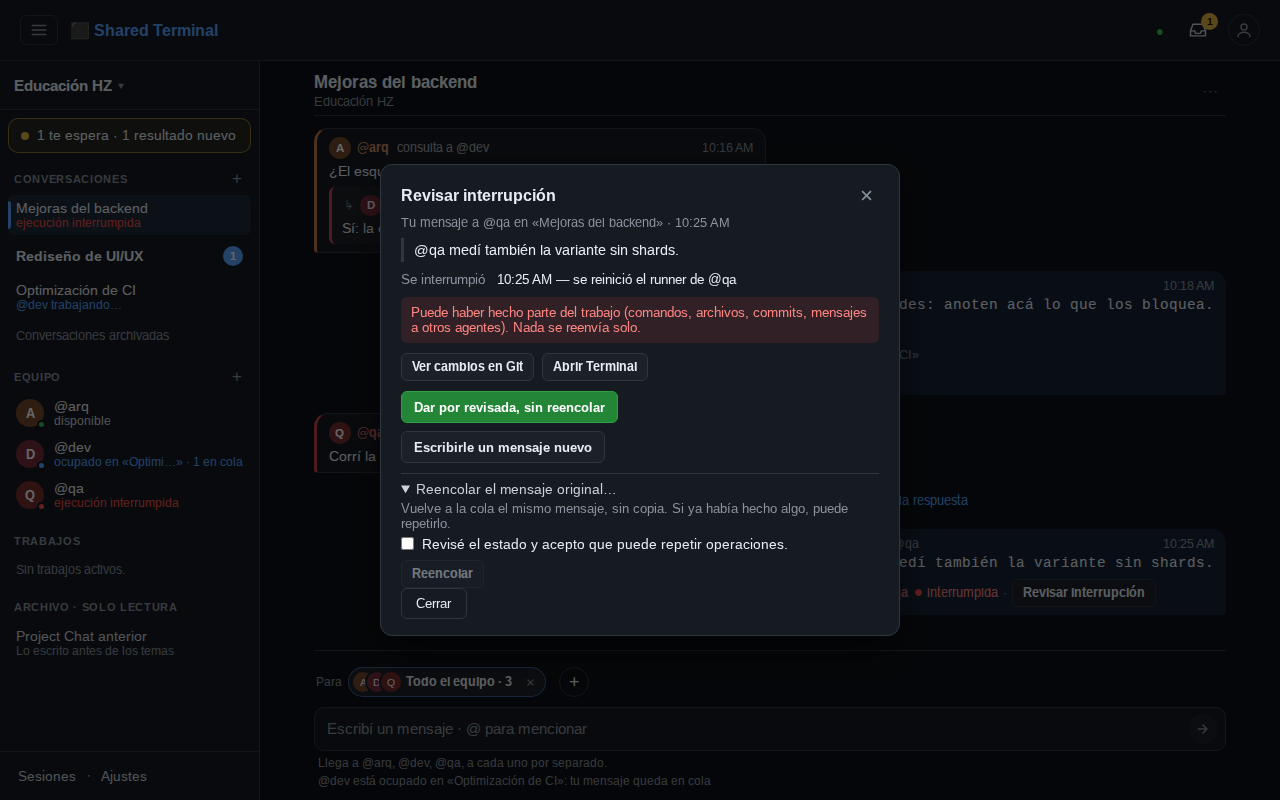 Shared Terminal
1
Educación HZ
1 te espera · 1 resultado nuevo
CONVERSACIONES +
Mejoras del backend
ejecución interrumpida
Rediseño de UI/UX 1
Optimización de CI
@dev trabajando…
Conversaciones archivadas
EQUIPO +
A @arq
disponible
D @dev
ocupado en «Optimi…» · 1 en cola
Q @qa
ejecución interrumpida
TRABAJOS
Sin trabajos activos.
ARCHIVO · SOLO LECTURA
Project Chat anterior
Lo escrito antes de los temas
Sesiones · Ajustes
Mejoras del backend
Educación HZ
…
A @arq consulta a @dev 10:16 AM
¿El esqu
↳ D
Sí: la
10:18 AM
des: anoten acá lo que los bloquea.
CI»
Q @qa
Corrí la
la respuesta
@qa 10:25 AM
edí también la variante sin shards.
a ● interrumpida · Revisar interrupción
Revisar interrupción ✕
Tu mensaje a @qa en «Mejoras del backend» · 10:25 AM
@qa medí también la variante sin shards.
Se interrumpió 10:25 AM — se reinició el runner de @qa
Puede haber hecho parte del trabajo (comandos, archivos, commits, mensajes
a otros agentes). Nada se reenvía solo.
Ver cambios en Git Abrir Terminal
Dar por revisada, sin reencolar
Escribirle un mensaje nuevo
▼ Reencolar el mensaje original…
Vuelve a la cola el mismo mensaje, sin copia. Si ya había hecho algo, puede
repetirlo.
Revisé el estado y acepto que puede repetir operaciones.
Reencolar
Cerrar
Para A D Q Todo el equipo · 3 × +
Escribí un mensaje · @ para mencionar
Llega a @arq, @dev, @qa, a cada uno por separado.
@dev está ocupado en «Optimización de CI»: tu mensaje queda en cola